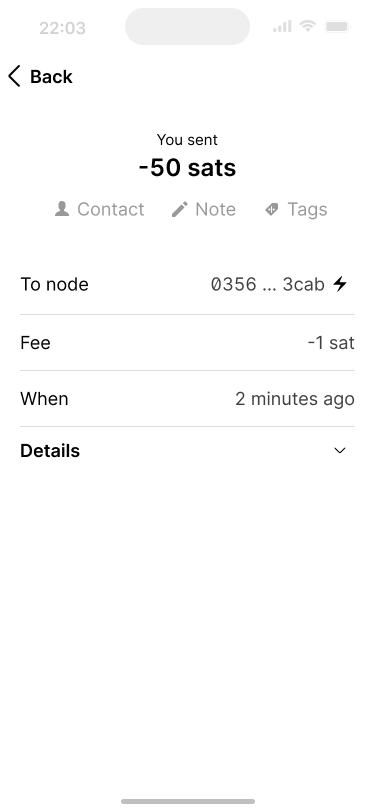 22:03
Back
You sent
-50 sats
Contact Note Tags
To node 0356 ... 3cab
Fee -1 sat
When 2 minutes ago
Details